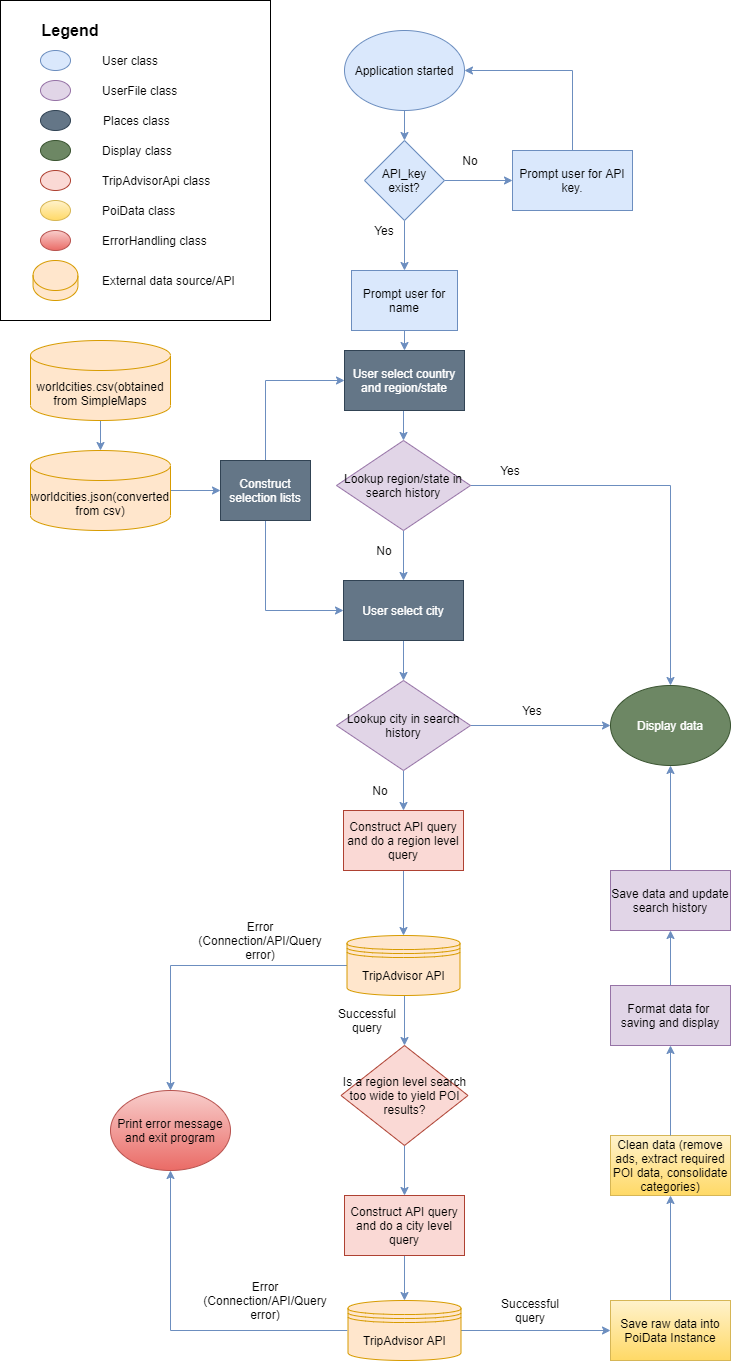 Legend
User class
UserFile class
Places class
Display class
TripAdvisorApi class
PoiData class
ErrorHandling class
External data source/API
Application started
API_key
exist?
No
Prompt user for API
key.
Yes
Prompt user for
name
worldcities.csv(obtained
from SimpleMaps
User select country
and region/state
worldcities.json(converted
from csv)
Construct
selection lists
Lookup region/state in
search history
Yes
No
User select city
Lookup city in search
history
Yes
Display data
No
Construct API query
and do a region level
query
Save data and update
search history
Error
(Connection/API/Query
error)
TripAdvisor API
Successful
query
Format data for
saving and display
Is a region level search
too wide to yield POI
results?
Print error message
and exit program
Clean data (remove
ads, extract required
POI data, consolidate
categories)
Construct API query
and do a city level
query
Error
(Connection/API/Query
error)
TripAdvisor API
Successful
query
Save raw data into
PoiData Instance